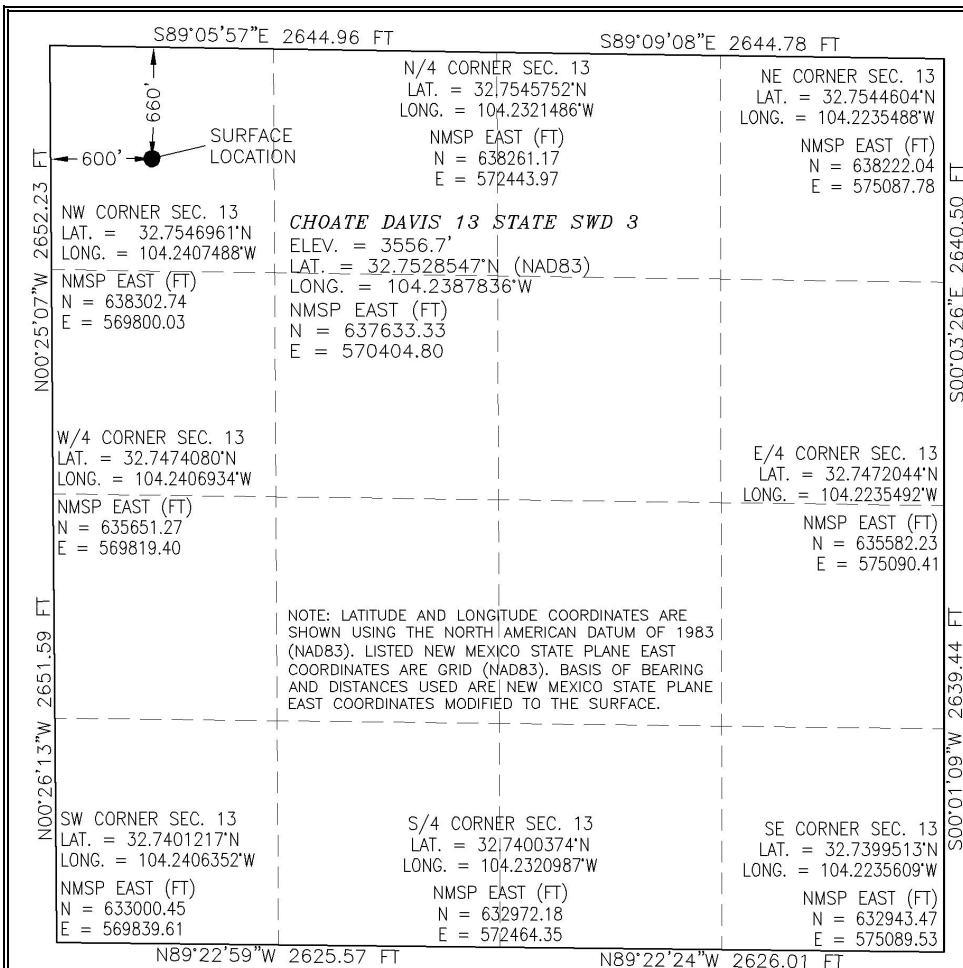 S89°05'57"E 2644.96 FT
S89°09'08"E 2644.78 FT
660'
600'
SURFACE
LOCATION
N/4 CORNER SEC. 13
LAT. = 32.7545752°N
LONG. = 104.2321486°W
NMSP EAST (FT)
N = 638261.17
E = 572443.97
NE CORNER SEC. 13
LAT. = 32.7544604°N
LONG. = 104.2235488°W
NMSP EAST (FT)
N = 638222.04
E = 575087.78
N00°25'07"W 2652.23 FT
NW CORNER SEC. 13
LAT. = 32.7546961°N
LONG. = 104.2407488°W
NMSP EAST (FT)
N = 638302.74
E = 569800.03
CHOATE DAVIS 13 STATE SWD 3
ELEV. = 3556.7'
LAT. = 32.7528547°N (NAD83)
LONG. = 104.2387836°W
NMSP EAST (FT)
N = 637633.33
E = 570404.80
S00°03'26"E 2640.50 FT
W/4 CORNER SEC. 13
LAT. = 32.7474080°N
LONG. = 104.2406934°W
NMSP EAST (FT)
N = 635651.27
E = 569819.40
E/4 CORNER SEC. 13
LAT. = 32.7472044°N
LONG. = 104.2235492°W
NMSP EAST (FT)
N = 635582.23
E = 575090.41
NOTE: LATITUDE AND LONGITUDE COORDINATES ARE
SHOWN USING THE NORTH AMERICAN DATUM OF 1983
(NAD83). LISTED NEW MEXICO STATE PLANE EAST
COORDINATES ARE GRID (NAD83). BASIS OF BEARING
AND DISTANCES USED ARE NEW MEXICO STATE PLANE
EAST COORDINATES MODIFIED TO THE SURFACE.
N00°26'13"W 2651.59 FT
S00°01'09"W 2639.44 FT
SW CORNER SEC. 13
LAT. = 32.7401217°N
LONG. = 104.2406352°W
NMSP EAST (FT)
N = 633000.45
E = 569839.61
S/4 CORNER SEC. 13
LAT. = 32.7400374°N
LONG. = 104.2320987°W
NMSP EAST (FT)
N = 632972.18
E = 572464.35
SE CORNER SEC. 13
LAT. = 32.7399513°N
LONG. = 104.2235609°W
NMSP EAST (FT)
N = 632943.47
E = 575089.53
N89°22'59"W 2625.57 FT
N89°22'24"W 2626.01 FT